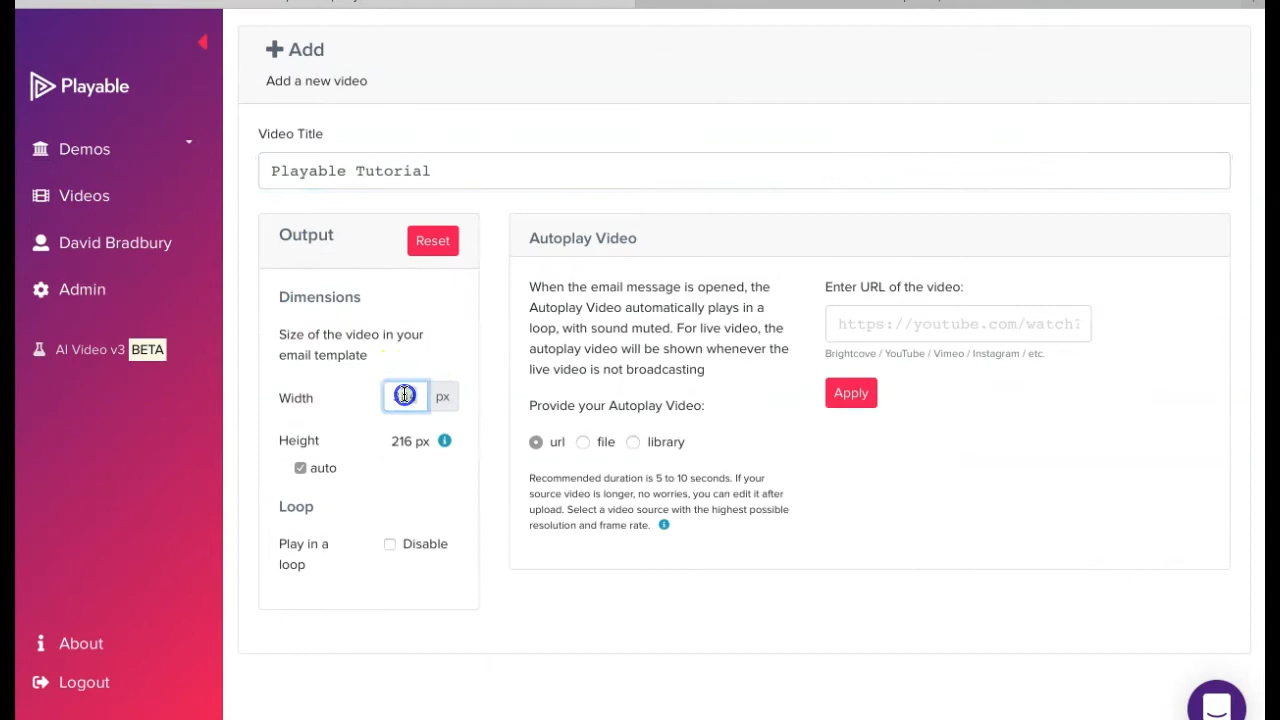 Playable
Demos
Videos
David Bradbury
Admin
AI Video v3 BETA
About
Logout
Add
Add a new video
Video Title
Playable Tutorial
Output
Reset
Dimensions
Size of the video in your
email template
Width
px
Height
216 px
auto
Loop
Play in a
loop
Disable
Autoplay Video
When the email message is opened, the
Autoplay Video automatically plays in a
loop, with sound muted. For live video, the
autoplay video will be shown whenever the
live video is not broadcasting
Provide your Autoplay Video:
url
file
library
Recommended duration is 5 to 10 seconds. If your
source video is longer, no worries, you can edit it after
upload. Select a video source with the highest possible
resolution and frame rate.
Enter URL of the video:
https://youtube.com/watch?
Brightcove / YouTube / Vimeo / Instagram / etc.
Apply